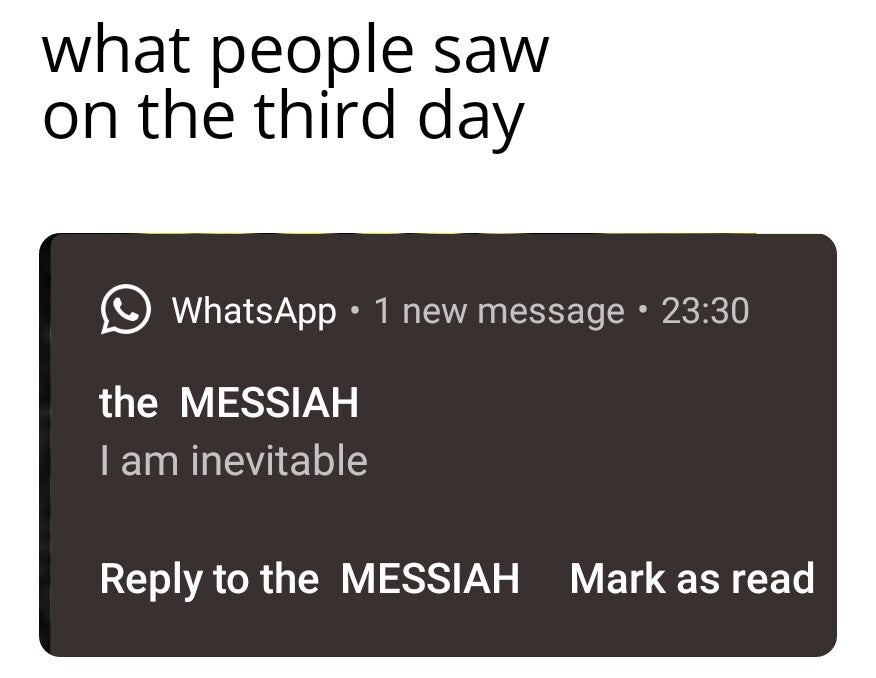 what people saw
on the third day
WhatsApp • 1 new message • 23:30
the MESSIAH
I am inevitable
Reply to the MESSIAH Mark as read